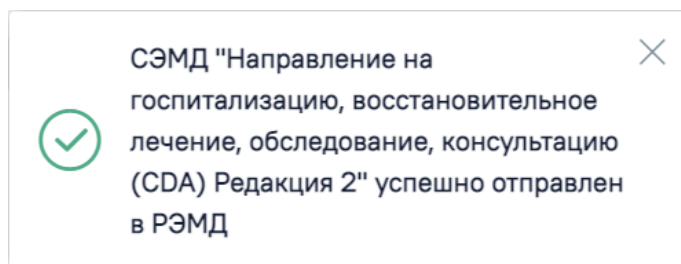 СЭМД "Направление на
госпитализацию, восстановительное
лечение, обследование, консультацию
(CDA) Редакция 2" успешно отправлен
в РЭМД